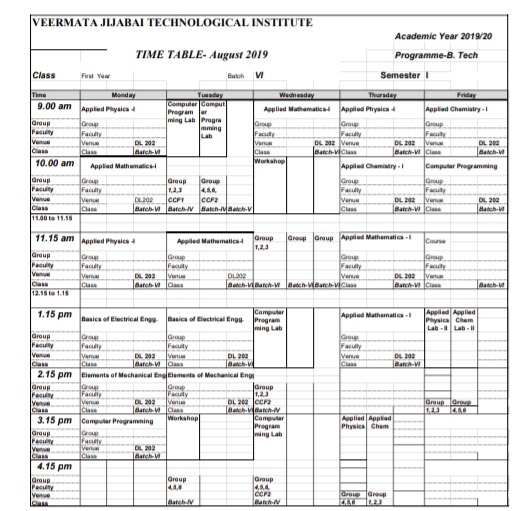 VEERMATA JIJABAI TECHNOLOGICAL INSTITUTE
Academic Year 2019/20
TIME TABLE- August 2019 Programme-B. Tech
Class First Year Batch VI Semester I
Time Monday Tuesday Wednesday Thursday Friday
9.00 am Applied Physics -I Computer Program ming Lab Comput er Progra mming Lab Applied Mathematics-I Applied Physics -I Applied Chemistry - I
Group Group Group Group Group
Faculty Faculty Faculty Faculty Faculty
Venue Venue DL 202 Venue DL 202 Venue DL 202 Venue DL 202
Class Class Batch-VI Class Batch-VI Class Batch-VI Class Batch-VI
10.00 am Applied Mathematics-I Workshop Applied Chemistry - I Computer Programming
Group Group Group Group Group Group
Faculty Faculty 1,2,3 4,5,6, Faculty Faculty
Venue Venue DL202 CCF1 CCF2 Venue DL 202 Venue DL 202
Class Class Batch-VI Batch-IV Batch-IV Batch-V Class Batch-VI Class Batch-VI
11.00 to 11.15
11.15 am Applied Physics -I Applied Mathematics-I Group 1,2,3 Group Group Applied Mathematics - I Course
Group Group Group Group Group
Faculty Faculty Faculty Faculty Faculty
Venue Venue DL 202 Venue DL202 Venue DL 202 Venue
Class Class Batch-VI Class Batch-VI Batch-VI Batch-VI Batch-VI Class Batch-VI Class Batch-VI
12.15 to 1.15
1.15 pm Basics of Electrical Engg. Basics of Electrical Engg. Computer Program ming Lab Applied Mathematics - I Applied Physics Lab - II Applied Chem Lab - II
Group Group Group Group
Faculty Faculty Faculty Faculty
Venue Venue DL 202 Venue DL 202 Venue DL 202
Class Class Batch-VI Class Batch-VI Class Batch-VI
2.15 pm Elements of Mechanical Eng Elements of Mechanical Eng
Group Group Group Group
Faculty Faculty Faculty 1,2,3
Venue Venue DL 202 Venue DL 202 CCF2 Group Group
Class Class Batch-VI Class Batch-VI Batch-IV 1,2,3 4,5,6
3.15 pm Computer Programming Workshop Computer Program ming Lab Applied Physics Applied Chem
Group Group
Faculty Faculty
Venue Venue DL 202
Class Class Batch-VI
4.15 pm
Group Group Group
Faculty 4,5,6 4,5,6,
Venue CCF2 Group Group
Class Batch-IV Batch-IV 4,5,6 1,2,3